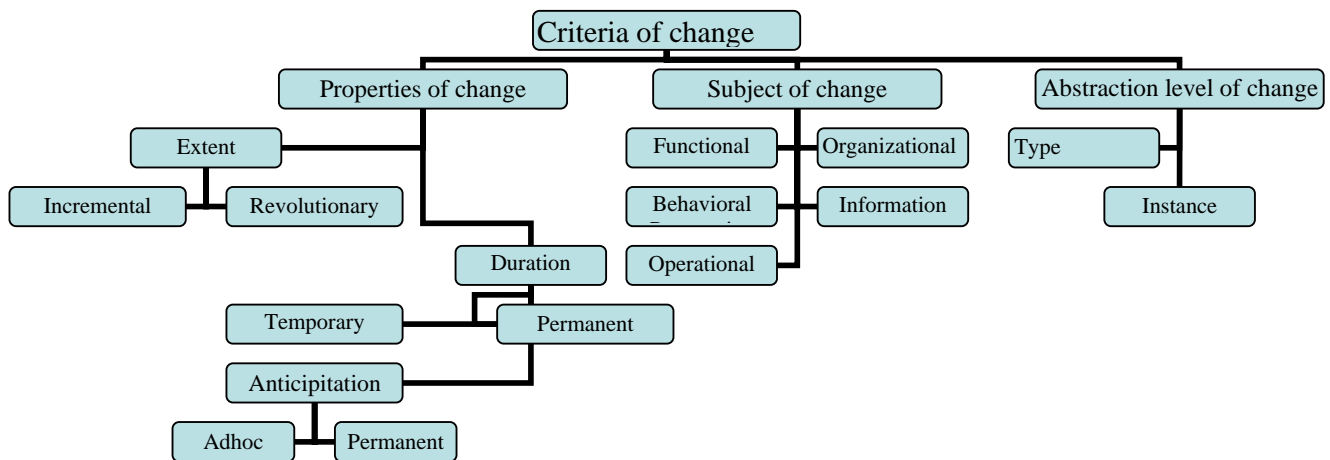 Criteria of change
Properties of change
Subject of change
Abstraction level of change
Extent
Functional
Organizational
Type
Incremental
Revolutionary
Behavioral
Information
Instance
Duration
Operational
Temporary
Permanent
Anticipitation
Adhoc
Permanent